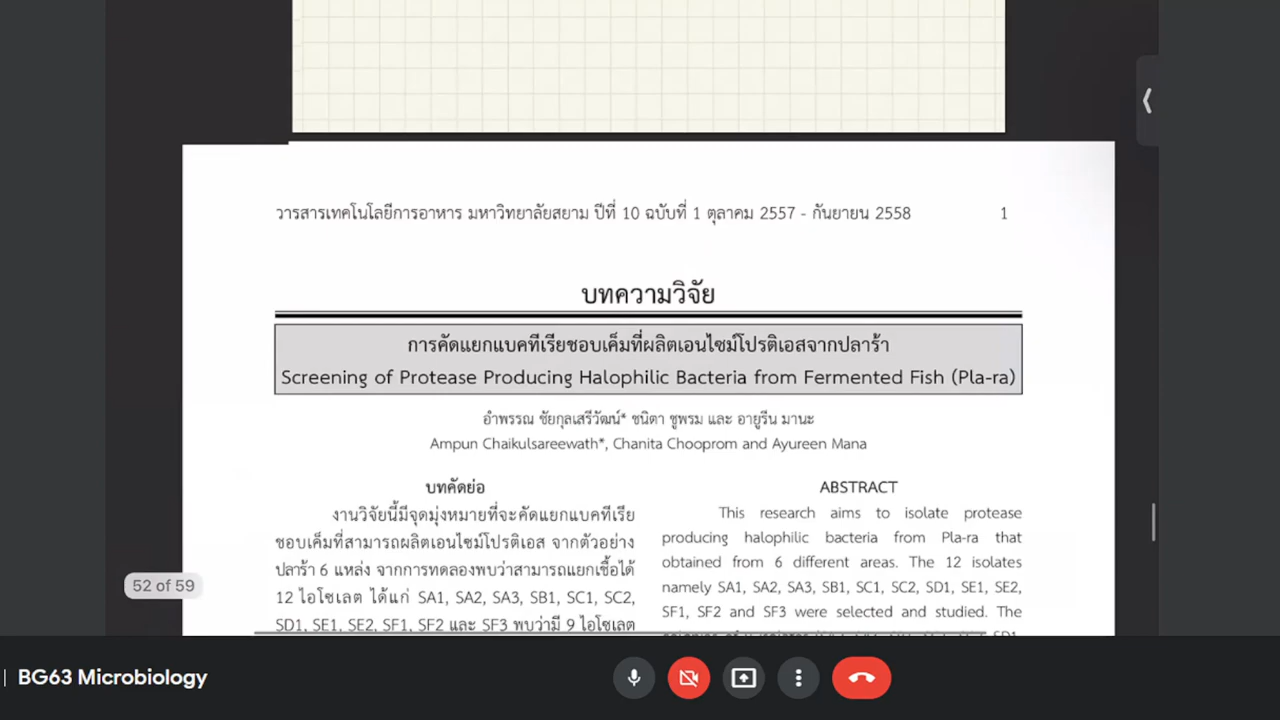 วารสารเทคโนโลยีการอาหาร มหาวิทยาลัยสยาม ปีที่ 10 ฉบับที่ 1 ตุลาคม 2557 - กันยายน 2558 1
บทความวิจัย
การคัดแยกแบคทีเรียชอบเค็มที่ผลิตเอนไซม์โปรติเอสจากปลาร้า
Screening of Protease Producing Halophilic Bacteria from Fermented Fish (Pla-ra)
อำพรรณ ชัยกุลเสรีวัฒน์* ชนิตา ชูพรม และ อายูรีน มานะ
Ampun Chaikulsareewath*, Chanita Chooprom and Ayureen Mana
บทคัดย่อ
งานวิจัยนี้มีจุดมุ่งหมายที่จะคัดแยกแบคทีเรีย
ชอบเค็มที่สามารถผลิตเอนไซม์โปรติเอส จากตัวอย่าง
ปลาร้า 6 แหล่ง จากการทดลองพบว่าสามารถแยกเชื้อได้
12 ไอโซเลต ได้แก่ SA1, SA2, SA3, SB1, SC1, SC2,
SD1, SE1, SE2, SF1, SF2 และ SF3 พบว่ามี 9 ไอโซเลต
ABSTRACT
This research aims to isolate protease
producing halophilic bacteria from Pla-ra that
obtained from 6 different areas. The 12 isolates
namely SA1, SA2, SA3, SB1, SC1, SC2, SD1, SE1, SE2,
SF1, SF2 and SF3 were selected and studied. The
52 of 59
BG63 Microbiology